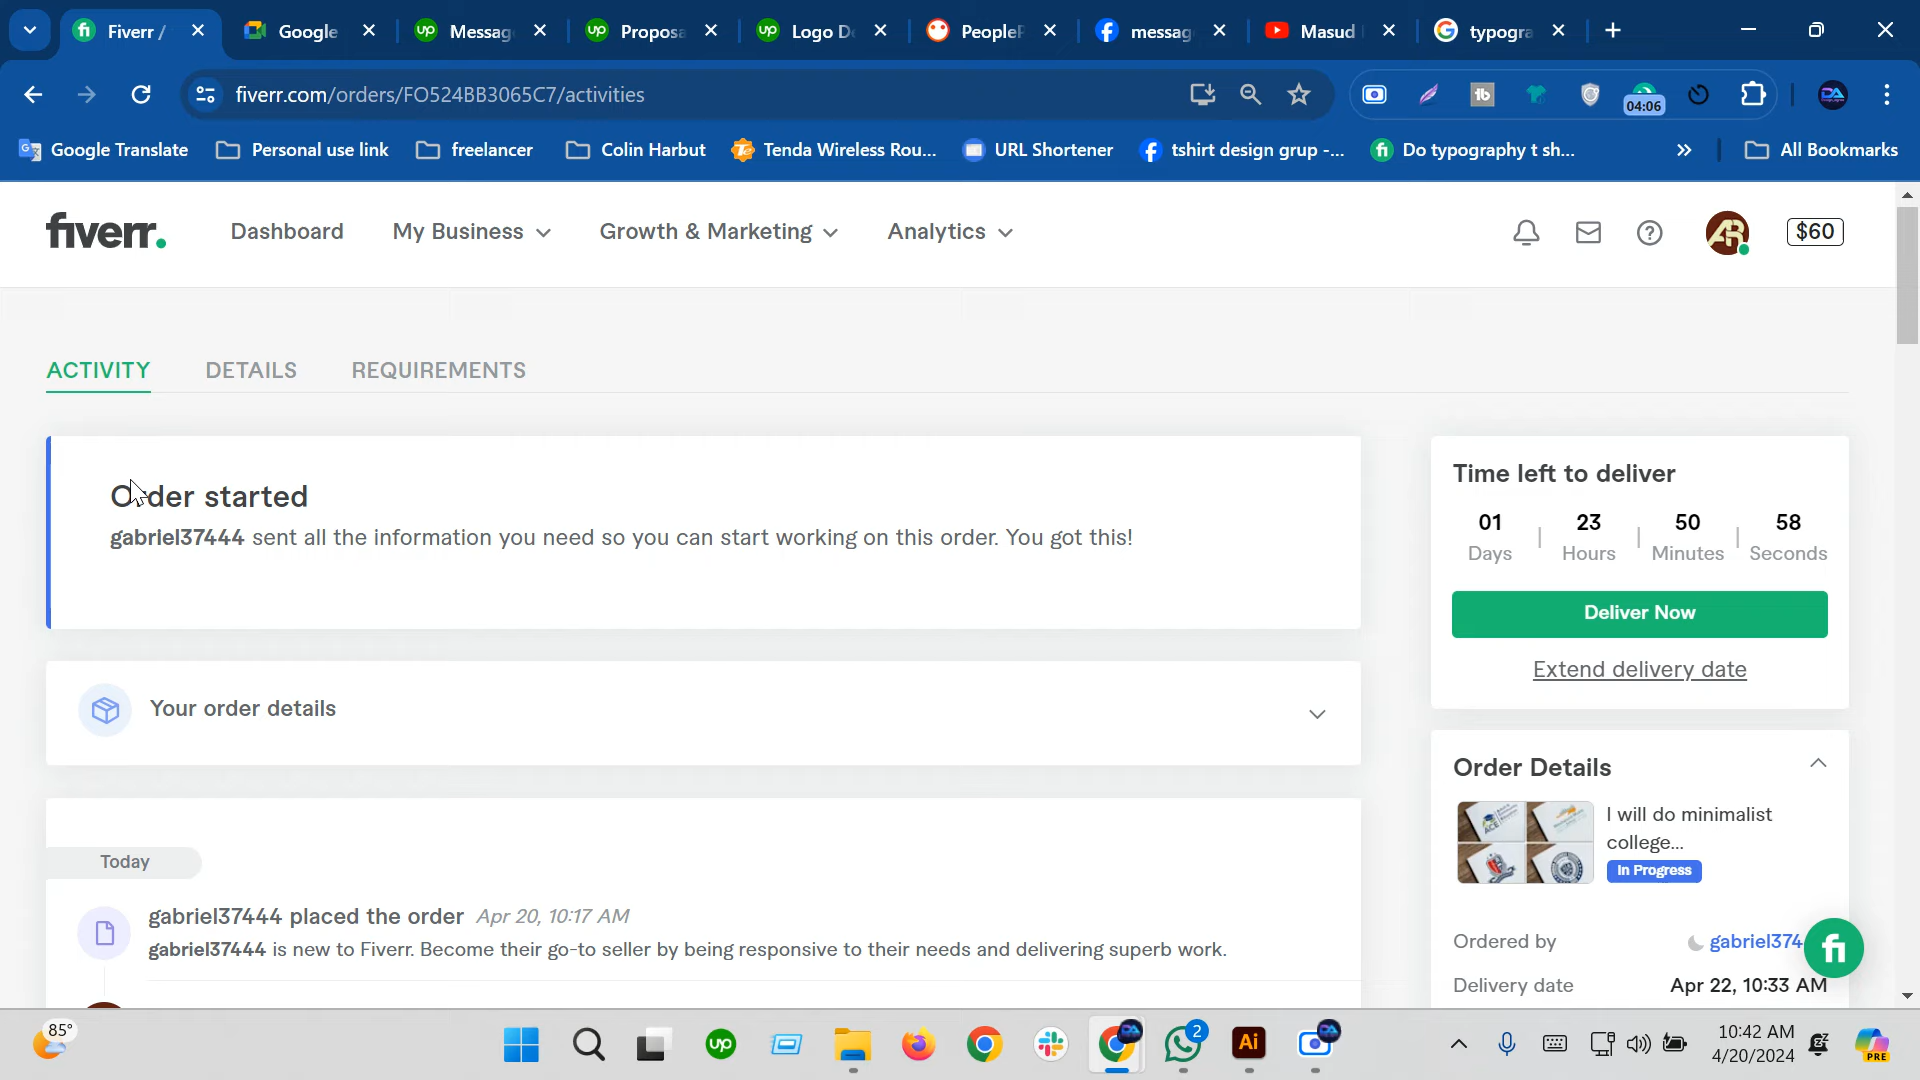 Fiverr /
Google
Messag
Proposa
Logo D
PeopleP
messag
Masud
typogra
fiverr.com/orders/FO524BB3065C7/activities
04:06
Google Translate
Personal use link
freelancer
Colin Harbut
Tenda Wireless Rou...
URL Shortener
tshirt design grup -...
Do typography t sh...
All Bookmarks
fiverr.
Dashboard
My Business
Growth & Marketing
Analytics
$60
ACTIVITY
DETAILS
REQUIREMENTS
Order started
gabriel37444 sent all the information you need so you can start working on this order. You got this!
Time left to deliver
01 23 50 58
Days Hours Minutes Seconds
Deliver Now
Extend delivery date
Your order details
Order Details
I will do minimalist
college...
In Progress
Today
gabriel37444 placed the order Apr 20, 10:17 AM
gabriel37444 is new to Fiverr. Become their go-to seller by being responsive to their needs and delivering superb work.
Ordered by gabriel374
Delivery date Apr 22, 10:33 AM
85°
2
10:42 AM
4/20/2024